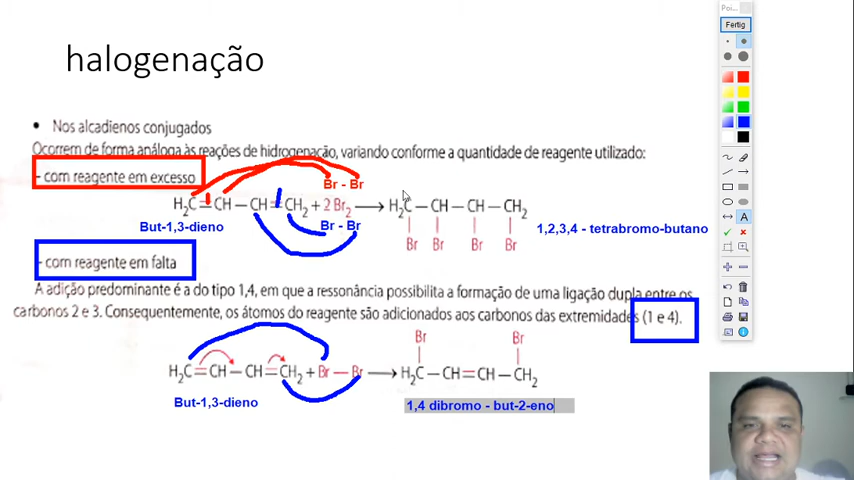 Poi...
Fertig
halogenação
• Nos alcadienos conjugados
Ocorrem de forma análoga às reações de hidrogenação, variando conforme a quantidade de reagente utilizado:
- com reagente em excesso
Br - Br
H₂C=CH—CH=CH₂ + 2 Br₂ ⟶ H₂C—CH—CH—CH₂
But-1,3-dieno
Br - Br
1,2,3,4 - tetrabromo-butano
Br Br Br Br
- com reagente em falta
A adição predominante é a do tipo 1,4, em que a ressonância possibilita a formação de uma ligação dupla entre os
carbonos 2 e 3. Consequentemente, os átomos do reagente são adicionados aos carbonos das extremidades (1 e 4).
Br Br
H₂C=CH—CH=CH₂ + Br—Br ⟶ H₂C—CH=CH—CH₂
But-1,3-dieno
1,4 dibromo - but-2-eno